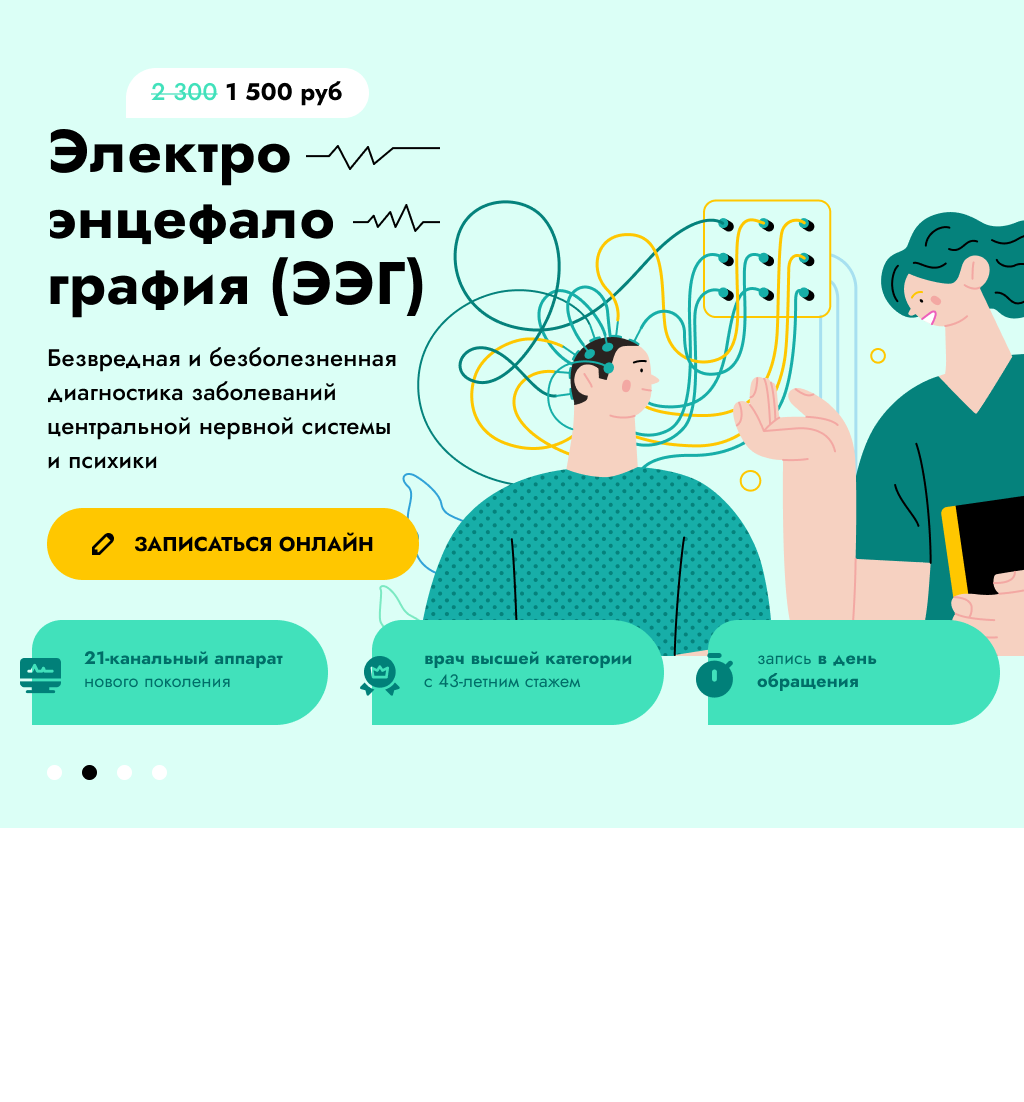 2 300 1 500 руб
Электро
энцефало
графия (ЭЭГ)
Безвредная и безболезненная
диагностика заболеваний
центральной нервной системы
и психики
ЗАПИСАТЬСЯ ОНЛАЙН
21-канальный аппарат
нового поколения
врач высшей категории
с 43-летним стажем
запись в день
обращения